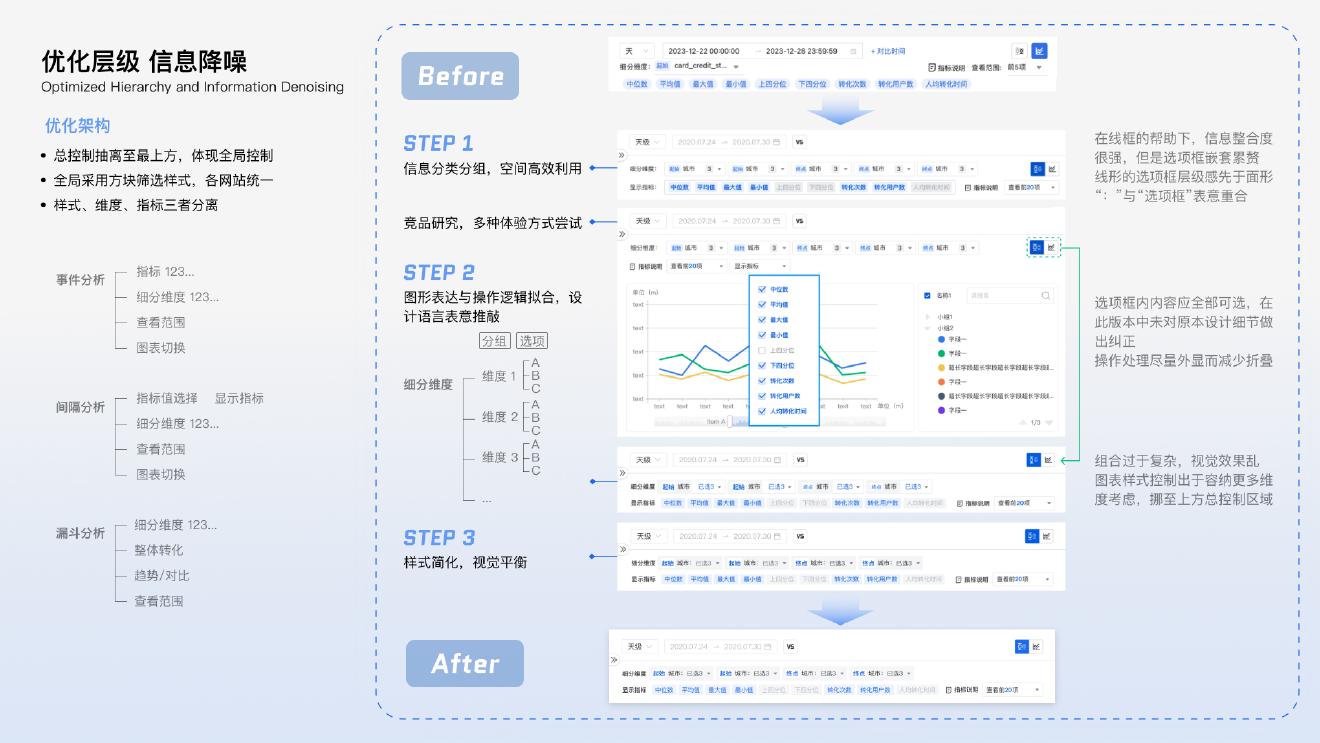 优化层级 信息降噪
Optimized Hierarchy and Information Denoising
优化架构
• 总控制抽离至最上方，体现全局控制
• 全局采用方块筛选样式，各网站统一
• 样式、维度、指标三者分离
事件分析
指标 123...
细分维度 123...
查看范围
图表切换
间隔分析
指标值选择 显示指标
细分维度 123...
查看范围
图表切换
漏斗分析
细分维度 123...
整体转化
趋势/对比
查看范围
Before
天 2023-12-22 00:00:00 → 2023-12-28 23:59:59 +对比时间
细分维度： 起始 card_credit_st... 指标说明 查看范围: 前5项
中位数 平均值 最大值 最小值 上四分位 下四分位 转化次数 转化用户数 人均转化时间
STEP 1
信息分类分组，空间高效利用
天级 2020.07.24 → 2020.07.30 VS
细分维度： 起始 城市 3 起始 城市 3 终点 城市 3 终点 城市 3 终点 城市 3
显示指标： 中位数 平均值 最大值 最小值 上四分位 下四分位 转化次数 转化用户数 人均转化时间 指标说明 查看前20项
在线框的帮助下，信息整合度
很强，但是选项框嵌套累赘
线形的选项框层级感先于面形
“：”与“选项框”表意重合
竞品研究，多种体验方式尝试
天级 2020.07.24 → 2020.07.30 VS
细分维度： 起始 城市 3 起始 城市 3 终点 城市 3 终点 城市 3 终点 城市 3
指标说明 查看前20项 显示指标
STEP 2
图形表达与操作逻辑拟合，设
计语言表意推敲
分组 选项
细分维度
维度 1
A
B
C
维度 2
A
B
C
维度 3
A
B
C
...
单位（m）
text
text
text
text
text
text text text text text text text 单位（m）
Item A
中位数
平均值
最大值
最小值
上四分位
下四分位
转化次数
转化用户数
人均转化时间
名称1
小组1
小组2
字段一
字段一
超长字段超长字段超长字段超长字段...
字段一
超长字段超长字段超长字段超长字段...
字段一
1/3
选项框内内容应全部可选，在
此版本中未对原本设计细节做
出纠正
操作处理尽量外显而减少折叠
天级 2020.07.24 → 2020.07.30 VS
细分维度 起始 城市 已选3 起始 城市 已选3 终点 城市 已选3 终点 城市 已选3
显示指标 中位数 平均值 最大值 最小值 上四分位 下四分位 转化次数 转化用户数 人均转化时间 指标说明 查看前20项
组合过于复杂，视觉效果乱
图表样式控制出于容纳更多维
度考虑，挪至上方总控制区域
STEP 3
样式简化，视觉平衡
天级 2020.07.24 → 2020.07.30 VS
细分维度 起始 城市：已选3 起始 城市：已选3 终点 城市：已选3 终点 城市：已选3
显示指标 中位数 平均值 最大值 最小值 上四分位 下四分位 转化次数 转化用户数 人均转化时间 指标说明 查看前20项
After
天级 2020.07.24 → 2020.07.30 VS
细分维度 起始 城市：已选3 起始 城市：已选3 终点 城市：已选3 终点 城市：已选3
显示指标 中位数 平均值 最大值 最小值 上四分位 下四分位 转化次数 转化用户数 人均转化时间 指标说明 查看前20项